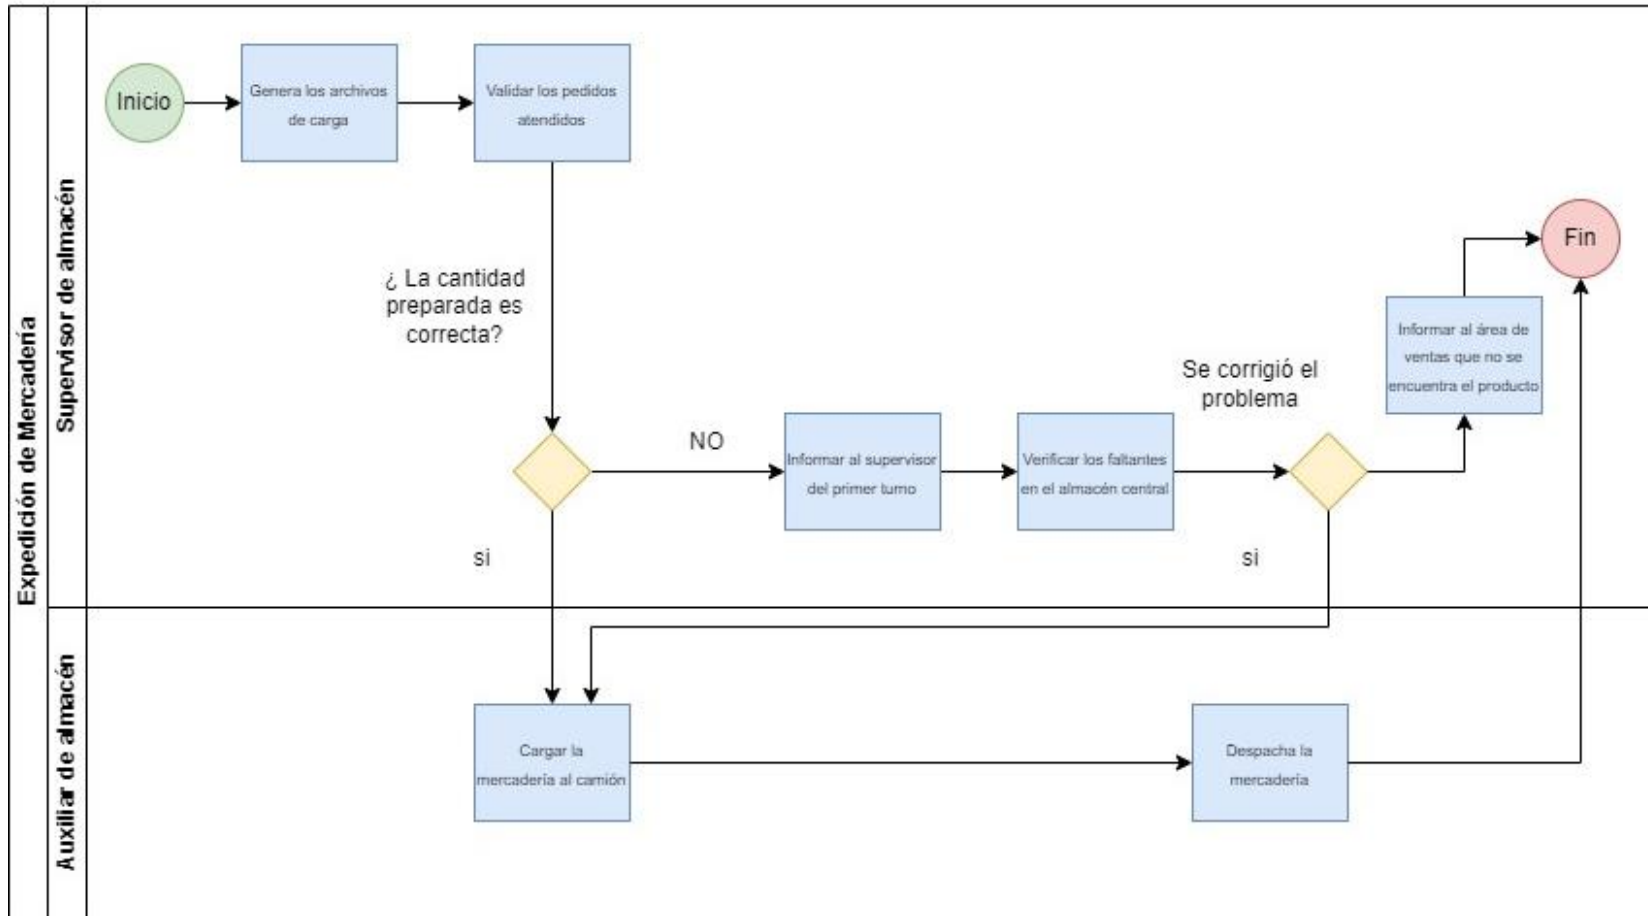 Expedición de Mercadería
Supervisor de almacén
Inicio
Genera los archivos
de carga
Validar los pedidos
atendidos
¿ La cantidad
preparada es
correcta?
NO
si
Informar al supervisor
del primer turno
Verificar los faltantes
en el almacén central
Se corrigió el
problema
si
Informar al área de
ventas que no se
encuentra el producto
Fin
Auxiliar de almacén
Cargar la
mercadería al camión
Despacha la
mercadería